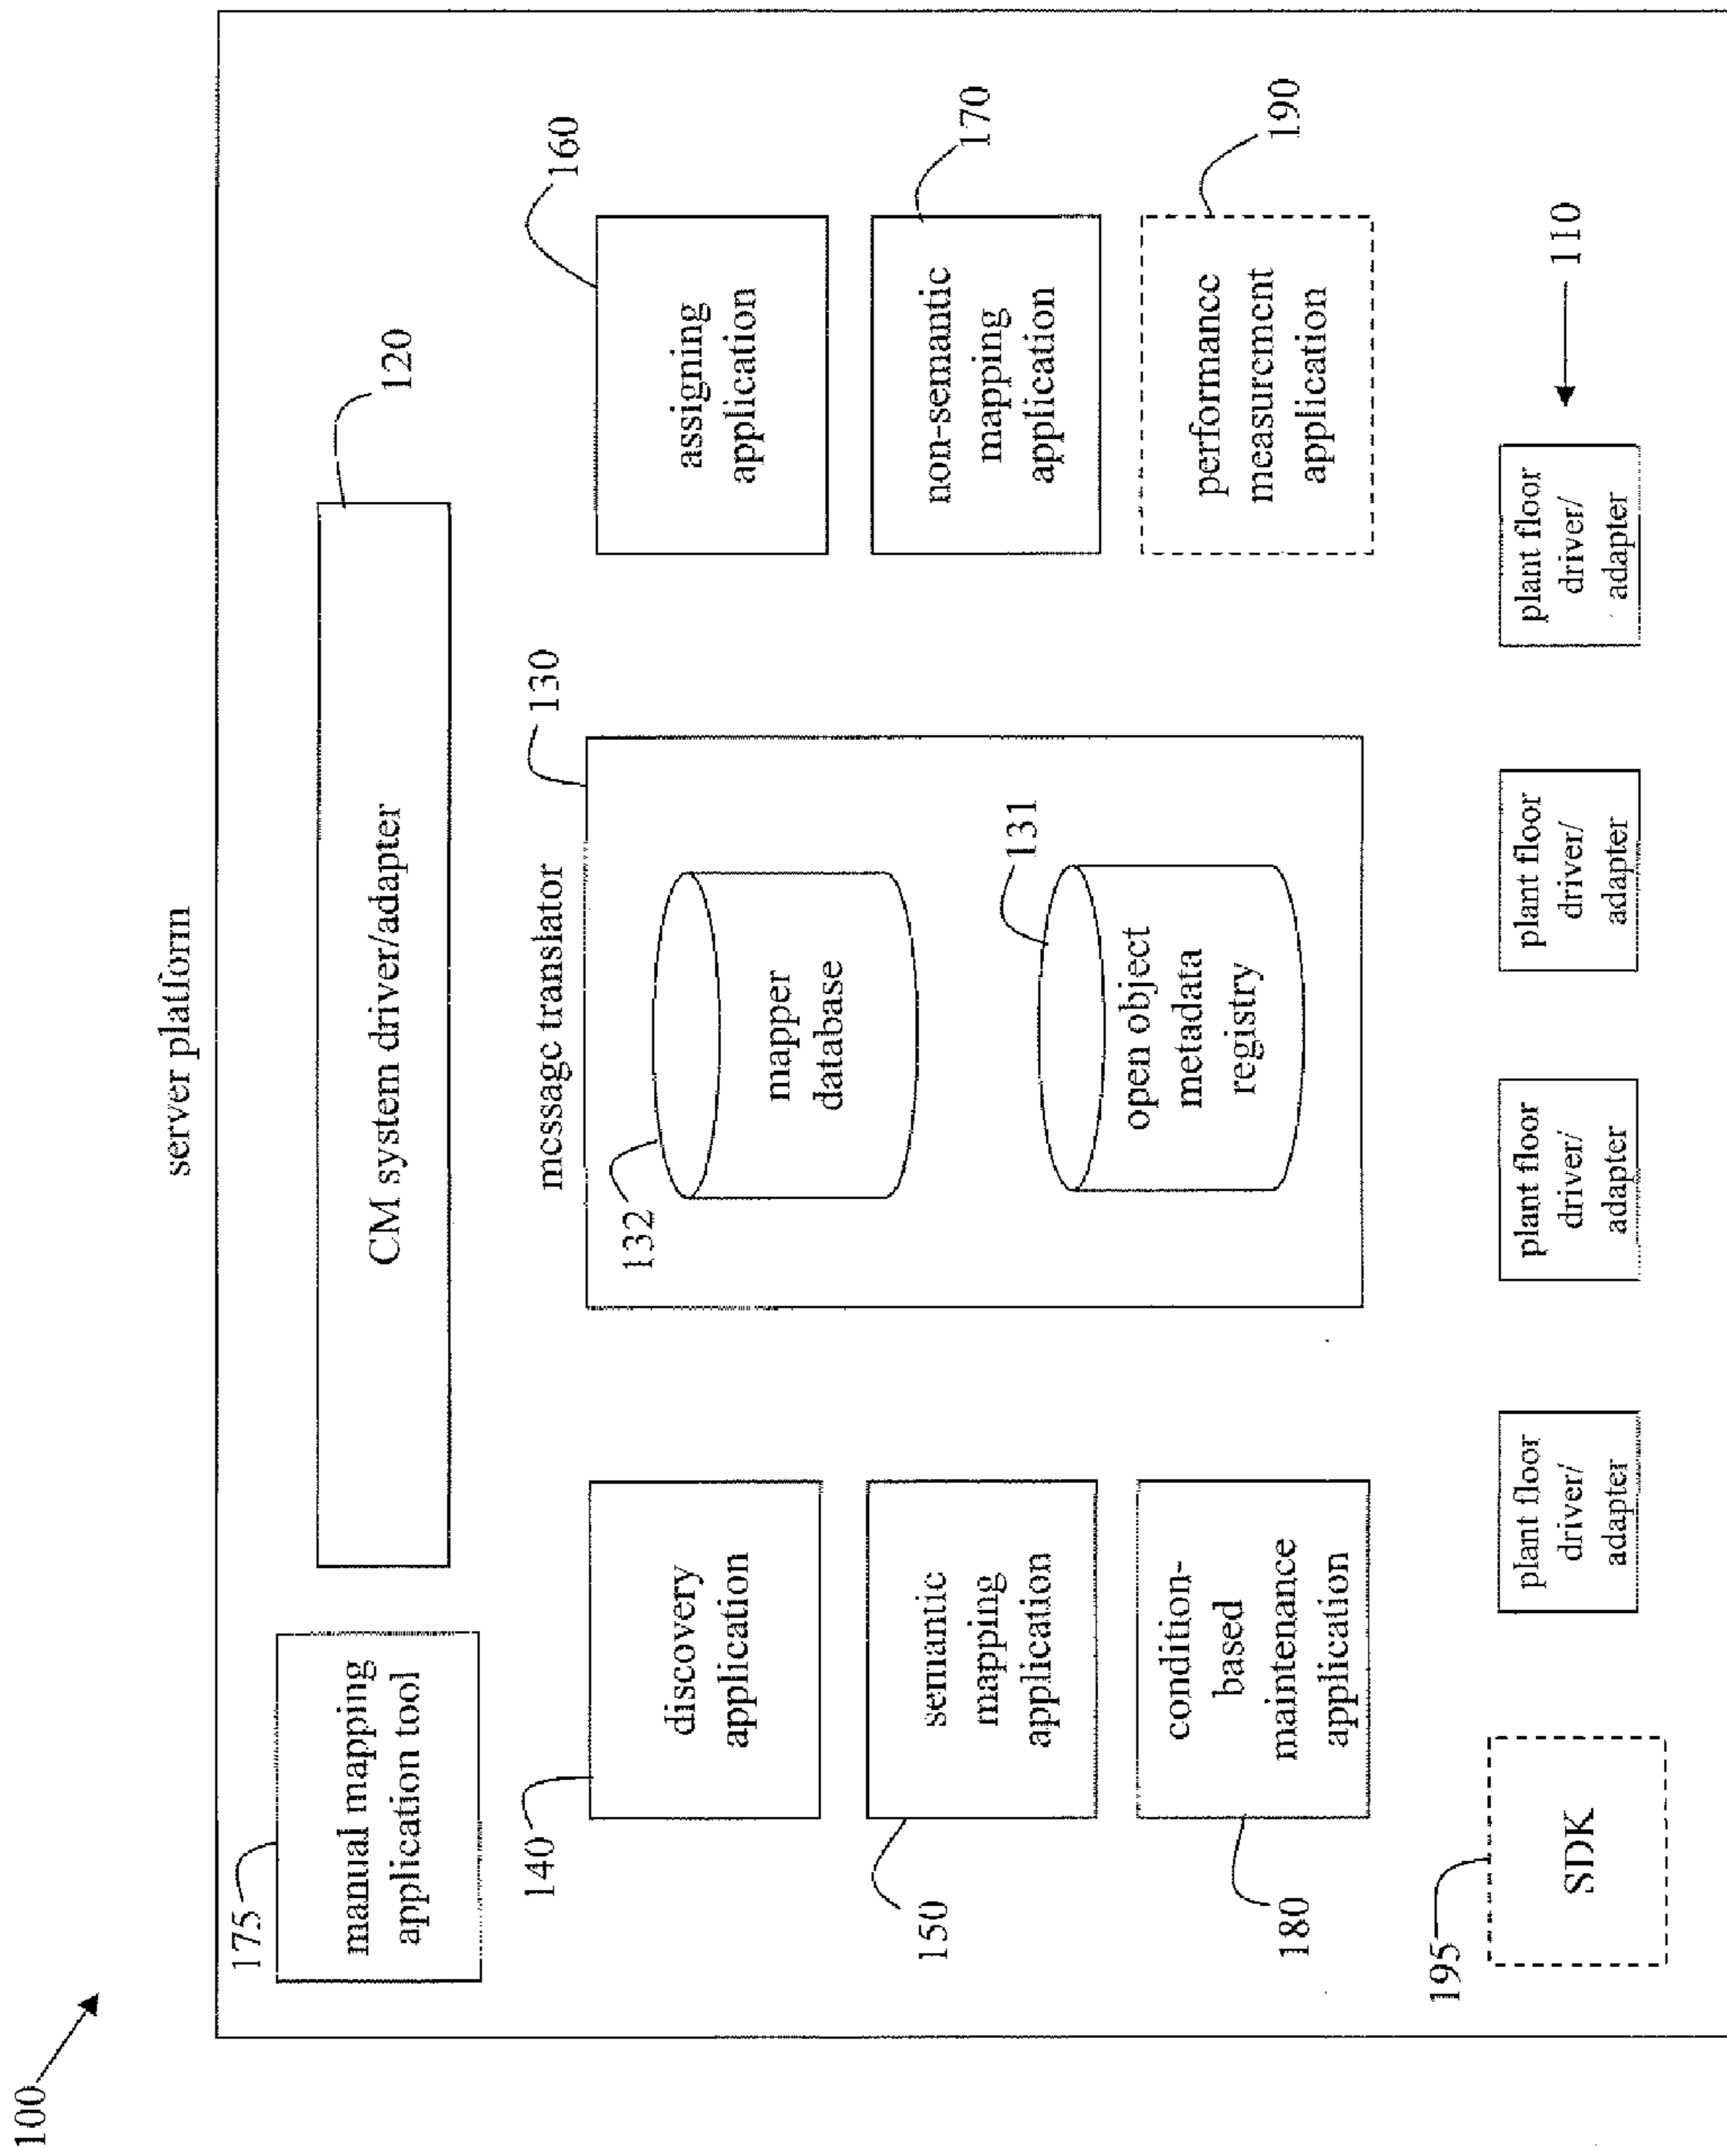 100
server platform
175
manual mapping
application tool
CM system driver/adapter
120
140
discovery
application
message translator
130
132
mapper
database
160
assigning
application
150
semantic
mapping
application
131
open object
metadata
registry
170
non-semantic
mapping
application
180
condition-
based
maintenance
application
190
performance
measurement
application
195
SDK
plant floor
driver/
adapter
plant floor
driver/
adapter
plant floor
driver/
adapter
plant floor
driver/
adapter
110